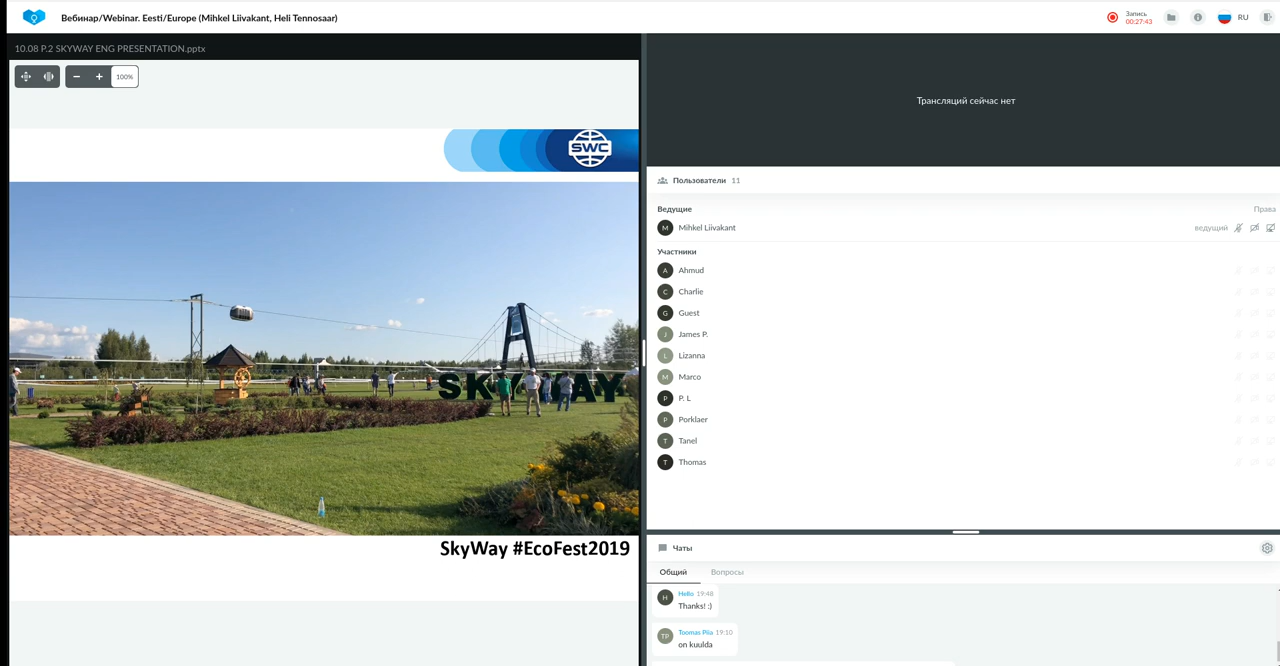 Вебинар/Webinar. Eesti/Europe (Mihkel Liivakant, Heli Tennosaar)
Запись
00:27:43
RU
10.08 P.2 SKYWAY ENG PRESENTATION.pptx
100%
SWC
SKYWAY
SkyWay #EcoFest2019
Трансляций сейчас нет
Пользователи 11
Ведущие Права
M Mihkel Liivakant ведущий
Участники
A Ahmud
C Charlie
G Guest
J James P.
L Lizanna
M Marco
P P. L
P Porklaer
T Tanel
T Thomas
Чаты
Общий Вопросы
H Hello 19:48
Thanks! :)
TP Toomas Piia 19:10
on kuulda